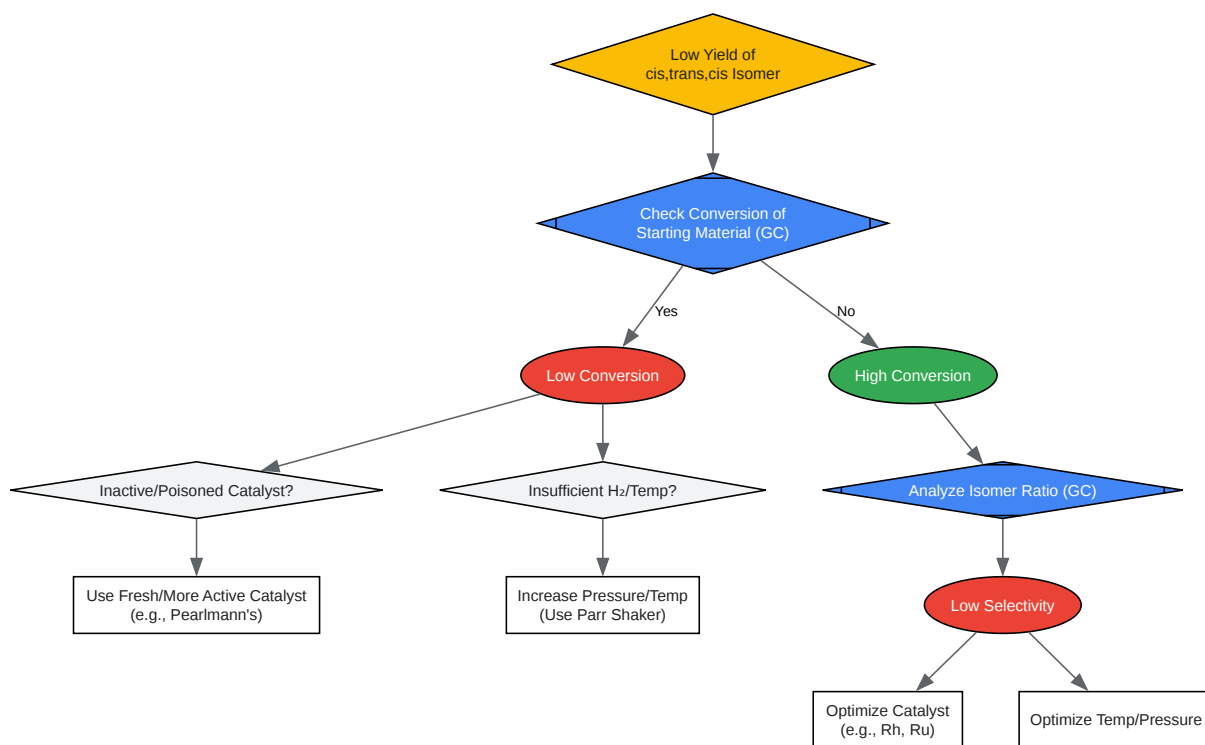 Low Yield of
cis,trans,cis Isomer
Check Conversion of
Starting Material (GC)
Yes
No
Low Conversion
High Conversion
Inactive/Poisoned Catalyst?
Insufficient H₂/Temp?
Analyze Isomer Ratio (GC)
Use Fresh/More Active Catalyst
(e.g., Pearlmann's)
Increase Pressure/Temp
(Use Parr Shaker)
Low Selectivity
Optimize Catalyst
(e.g., Rh, Ru)
Optimize Temp/Pressure